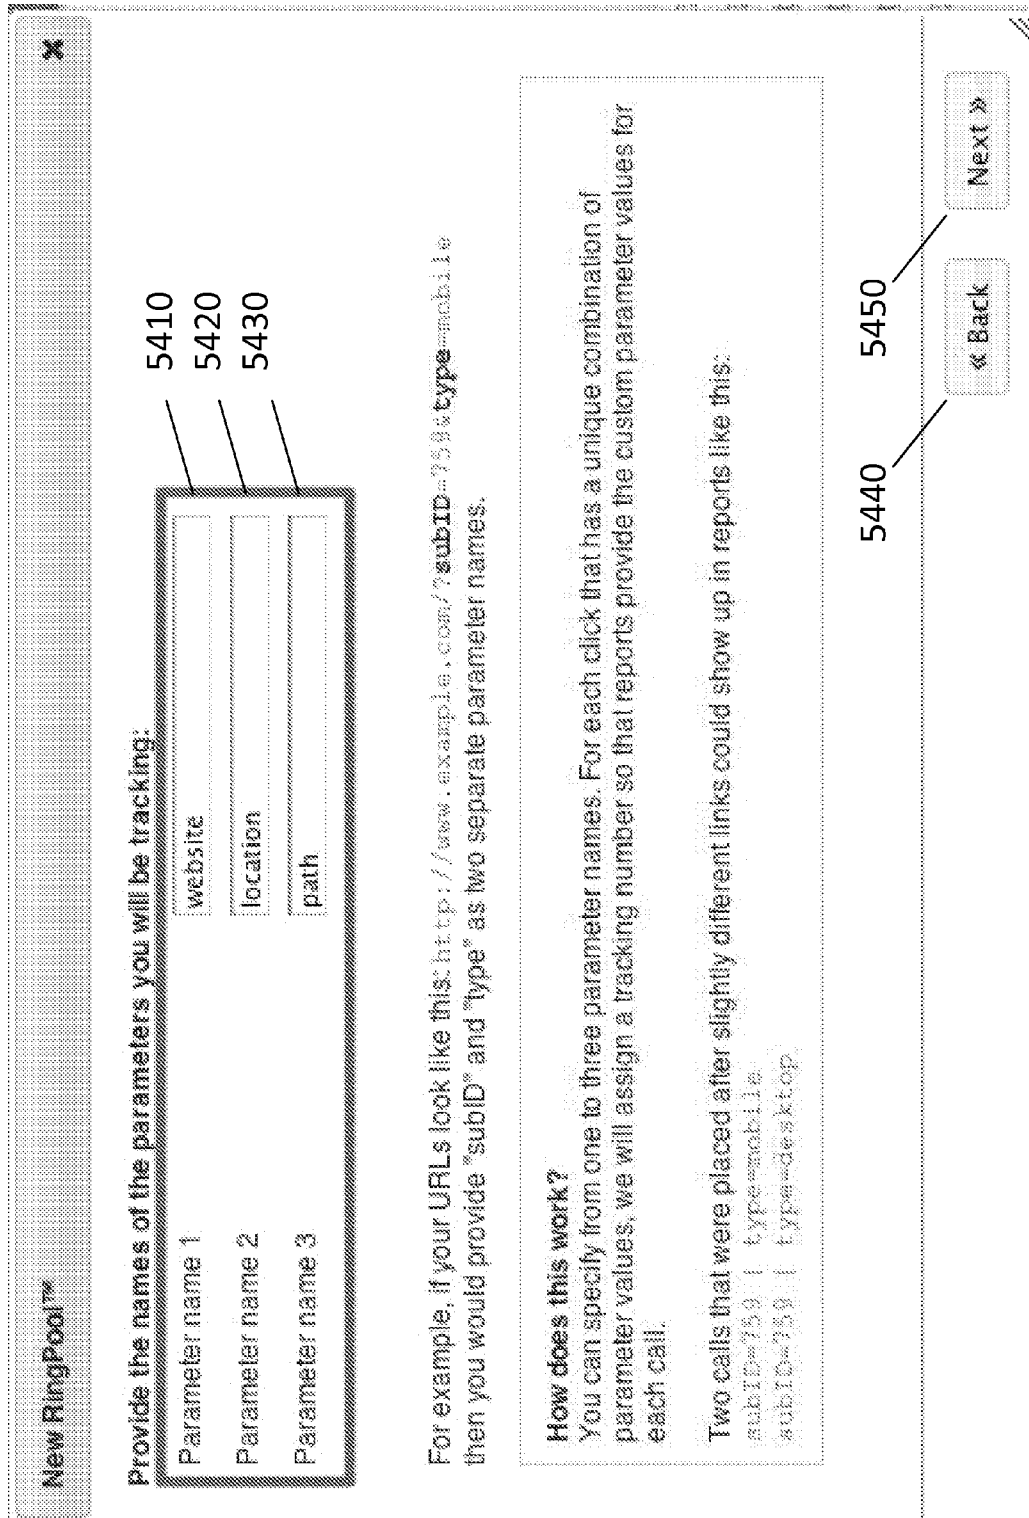 New RingPool™ ✖
Provide the names of the parameters you will be tracking:
Parameter name 1 website 5410
Parameter name 2 location 5420
Parameter name 3 path 5430
For example, if your URLs look like this: http://www.example.com/?subID=759&type=mobile
then you would provide "subID" and "type" as two separate parameter names.
How does this work?
You can specify from one to three parameter names. For each click that has a unique combination of
parameter values, we will assign a tracking number so that reports provide the custom parameter values for
each call.
Two calls that were placed after slightly different links could show up in reports like this:
subID=759 | type=mobile
subID=759 | type=desktop
5440 5450
« Back Next »